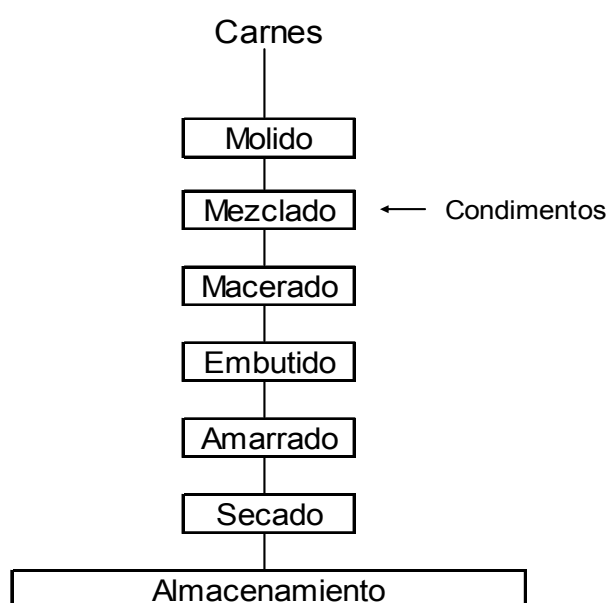 Carnes
Molido
Mezclado
Condimentos
Macerado
Embutido
Amarrado
Secado
Almacenamiento